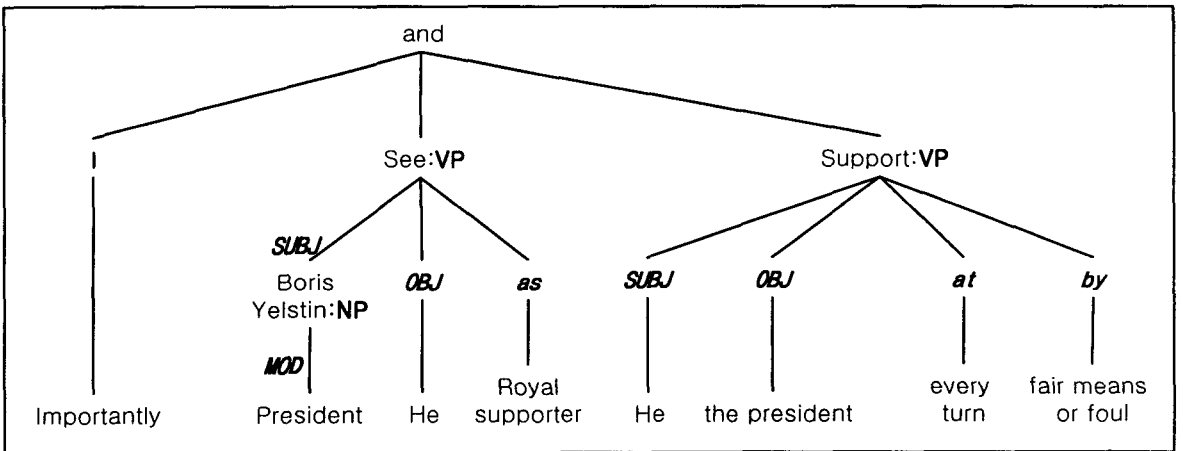 and
See:VP
Support:VP
SUBJ
Boris
Yelstin:NP
OBJ
as
SUBJ
OBJ
at
by
MOD
Importantly
President
He
Royal
supporter
He
the president
every
turn
fair means
or foul